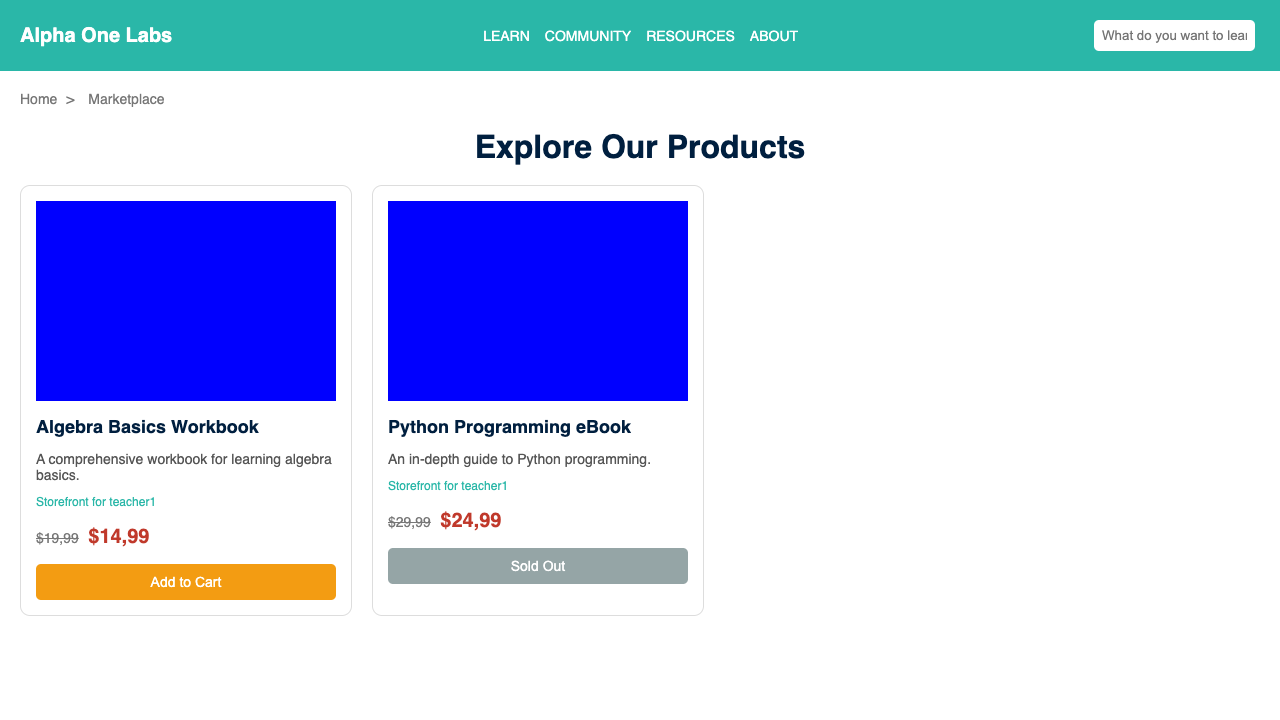 Alpha One Labs
LEARN COMMUNITY RESOURCES ABOUT
What do you want to lear
Home > Marketplace
Explore Our Products
Algebra Basics Workbook
A comprehensive workbook for learning algebra
basics.
Storefront for teacher1
$19,99 $14,99
Add to Cart
Python Programming eBook
An in-depth guide to Python programming.
Storefront for teacher1
$29,99 $24,99
Sold Out